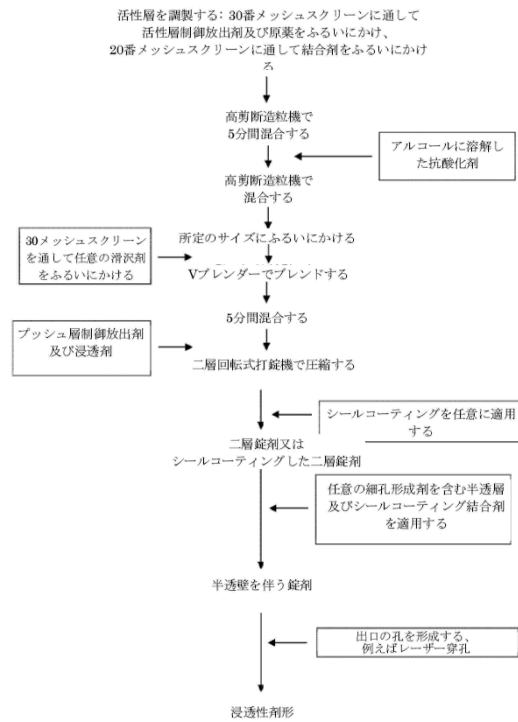 活性層を調製する: 30番メッシュスクリーンに通して
活性層制御放出剤及び原薬をふるいにかけ、
20番メッシュスクリーンに通して結合剤をふるいにかけ
る
高剪断造粒機で
5分間混合する
アルコールに溶解し
た抗酸化剤
高剪断造粒機で
混合する
所定のサイズにふるいにかける
30メッシュスクリーン
を通して任意の滑沢剤
をふるいにかける
Vブレンダーでブレンドする
5分間混合する
プッシュ層制御放出剤
及び浸透剤
二層回転式打錠機で圧縮する
シールコーティングを任意に適用
する
二層錠剤又は
シールコーティングした二層錠剤
任意の細孔形成剤を含む半透層
及びシールコーティング結合剤
を適用する
半透壁を伴う錠剤
出口の孔を形成する、
例えばレーザー穿孔
浸透性剤形